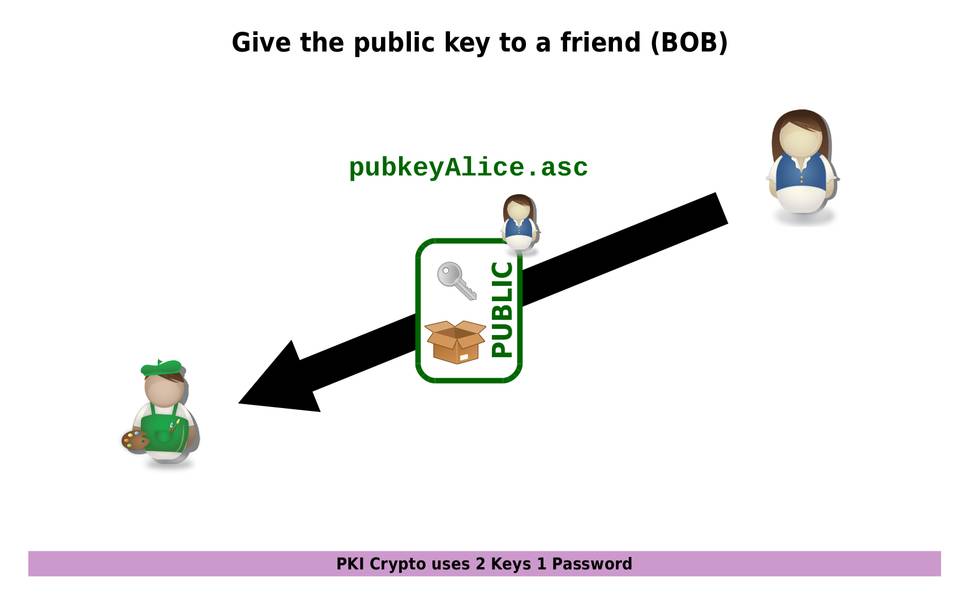 Give the public key to a friend (BOB)
pubkeyAlice.asc
PUBLIC
PKI Crypto uses 2 Keys 1 Password